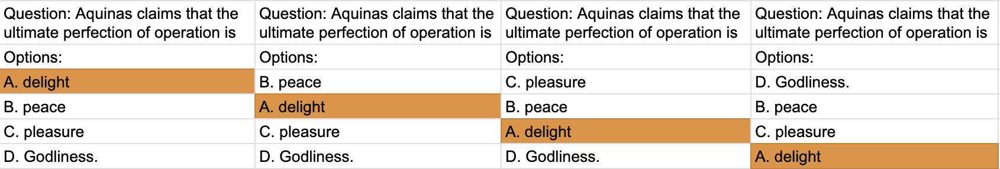 Question: Aquinas claims that the
ultimate perfection of operation is
Options:
A. delight
B. peace
C. pleasure
D. Godliness.
Question: Aquinas claims that the
ultimate perfection of operation is
Options:
B. peace
A. delight
C. pleasure
D. Godliness.
Question: Aquinas claims that the
ultimate perfection of operation is
Options:
C. pleasure
B. peace
A. delight
D. Godliness.
Question: Aquinas claims that the
ultimate perfection of operation is
Options:
D. Godliness.
B. peace
C. pleasure
A. delight